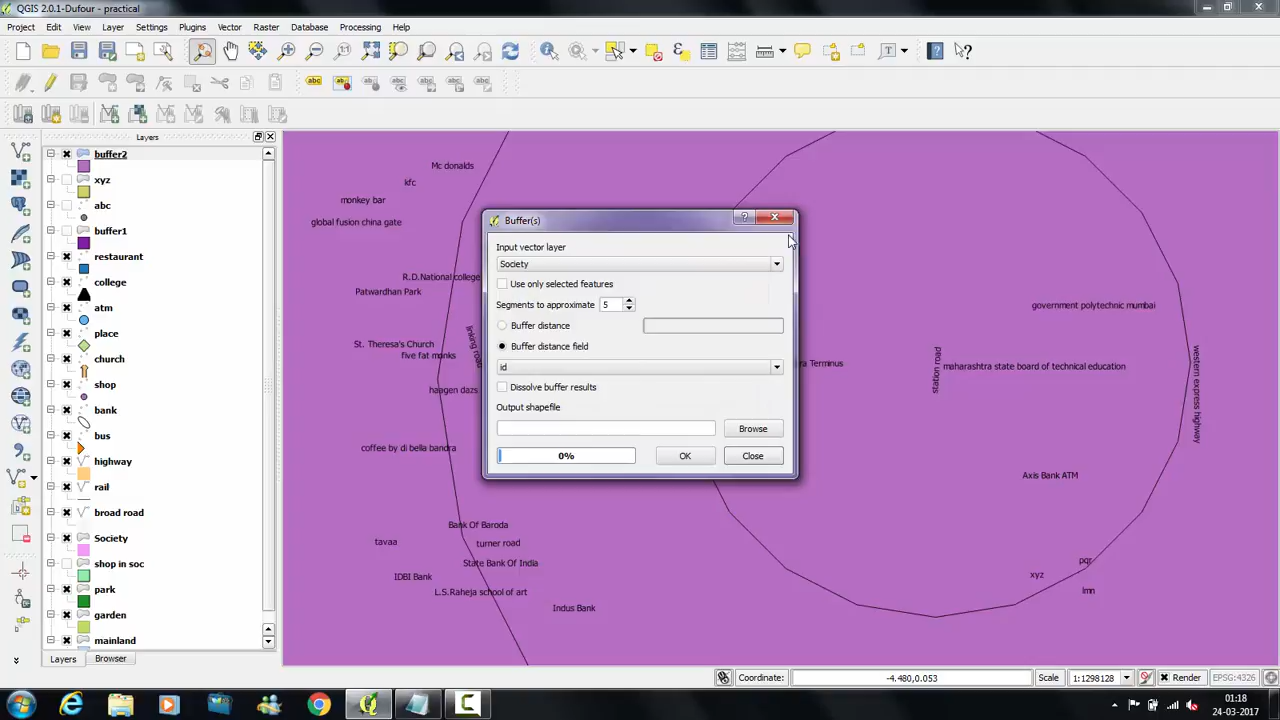 QGIS 2.0.1-Dufour - practical
Project Edit View Layer Settings Plugins Vector Raster Database Processing Help
Layers
buffer2
xyz
abc
buffer1
restaurant
college
atm
place
church
shop
bank
bus
highway
rail
broad road
Society
shop in soc
park
garden
mainland
Layers Browser
Mc donalds
kfc
monkey bar
global fusion china gate
R.D.National college
Patwardhan Park
linking road
St. Theresa's Church
five fat monks
haagen dazs
coffee by di bella bandra
Bank Of Baroda
tavaa
turner road
State Bank Of India
IDBI Bank
L.S.Raheja school of art
Indus Bank
Buffer(s)
Input vector layer
Society
Use only selected features
Segments to approximate 5
Buffer distance
Buffer distance field
id
Dissolve buffer results
Output shapefile
Browse
0% OK Close
Terminus
station road
government polytechnic mumbai
maharashtra state board of technical education
western express highway
Axis Bank ATM
pqr
xyz
lmn
Coordinate: -4.480,0.053 Scale 1:1298128 Render EPSG:4326
01:18
24-03-2017